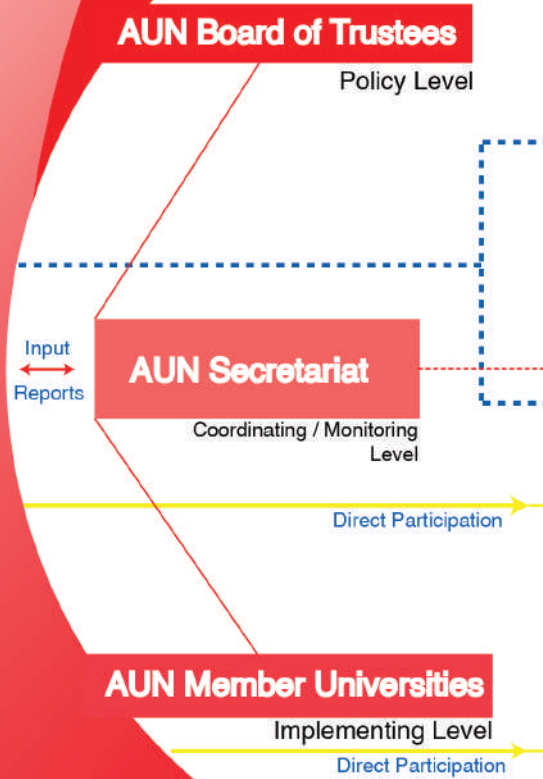 AUN Board of Trustees
Policy Level
Input
Reports
AUN Secretariat
Coordinating / Monitoring
Level
Direct Participation
AUN Member Universities
Implementing Level
Direct Participation